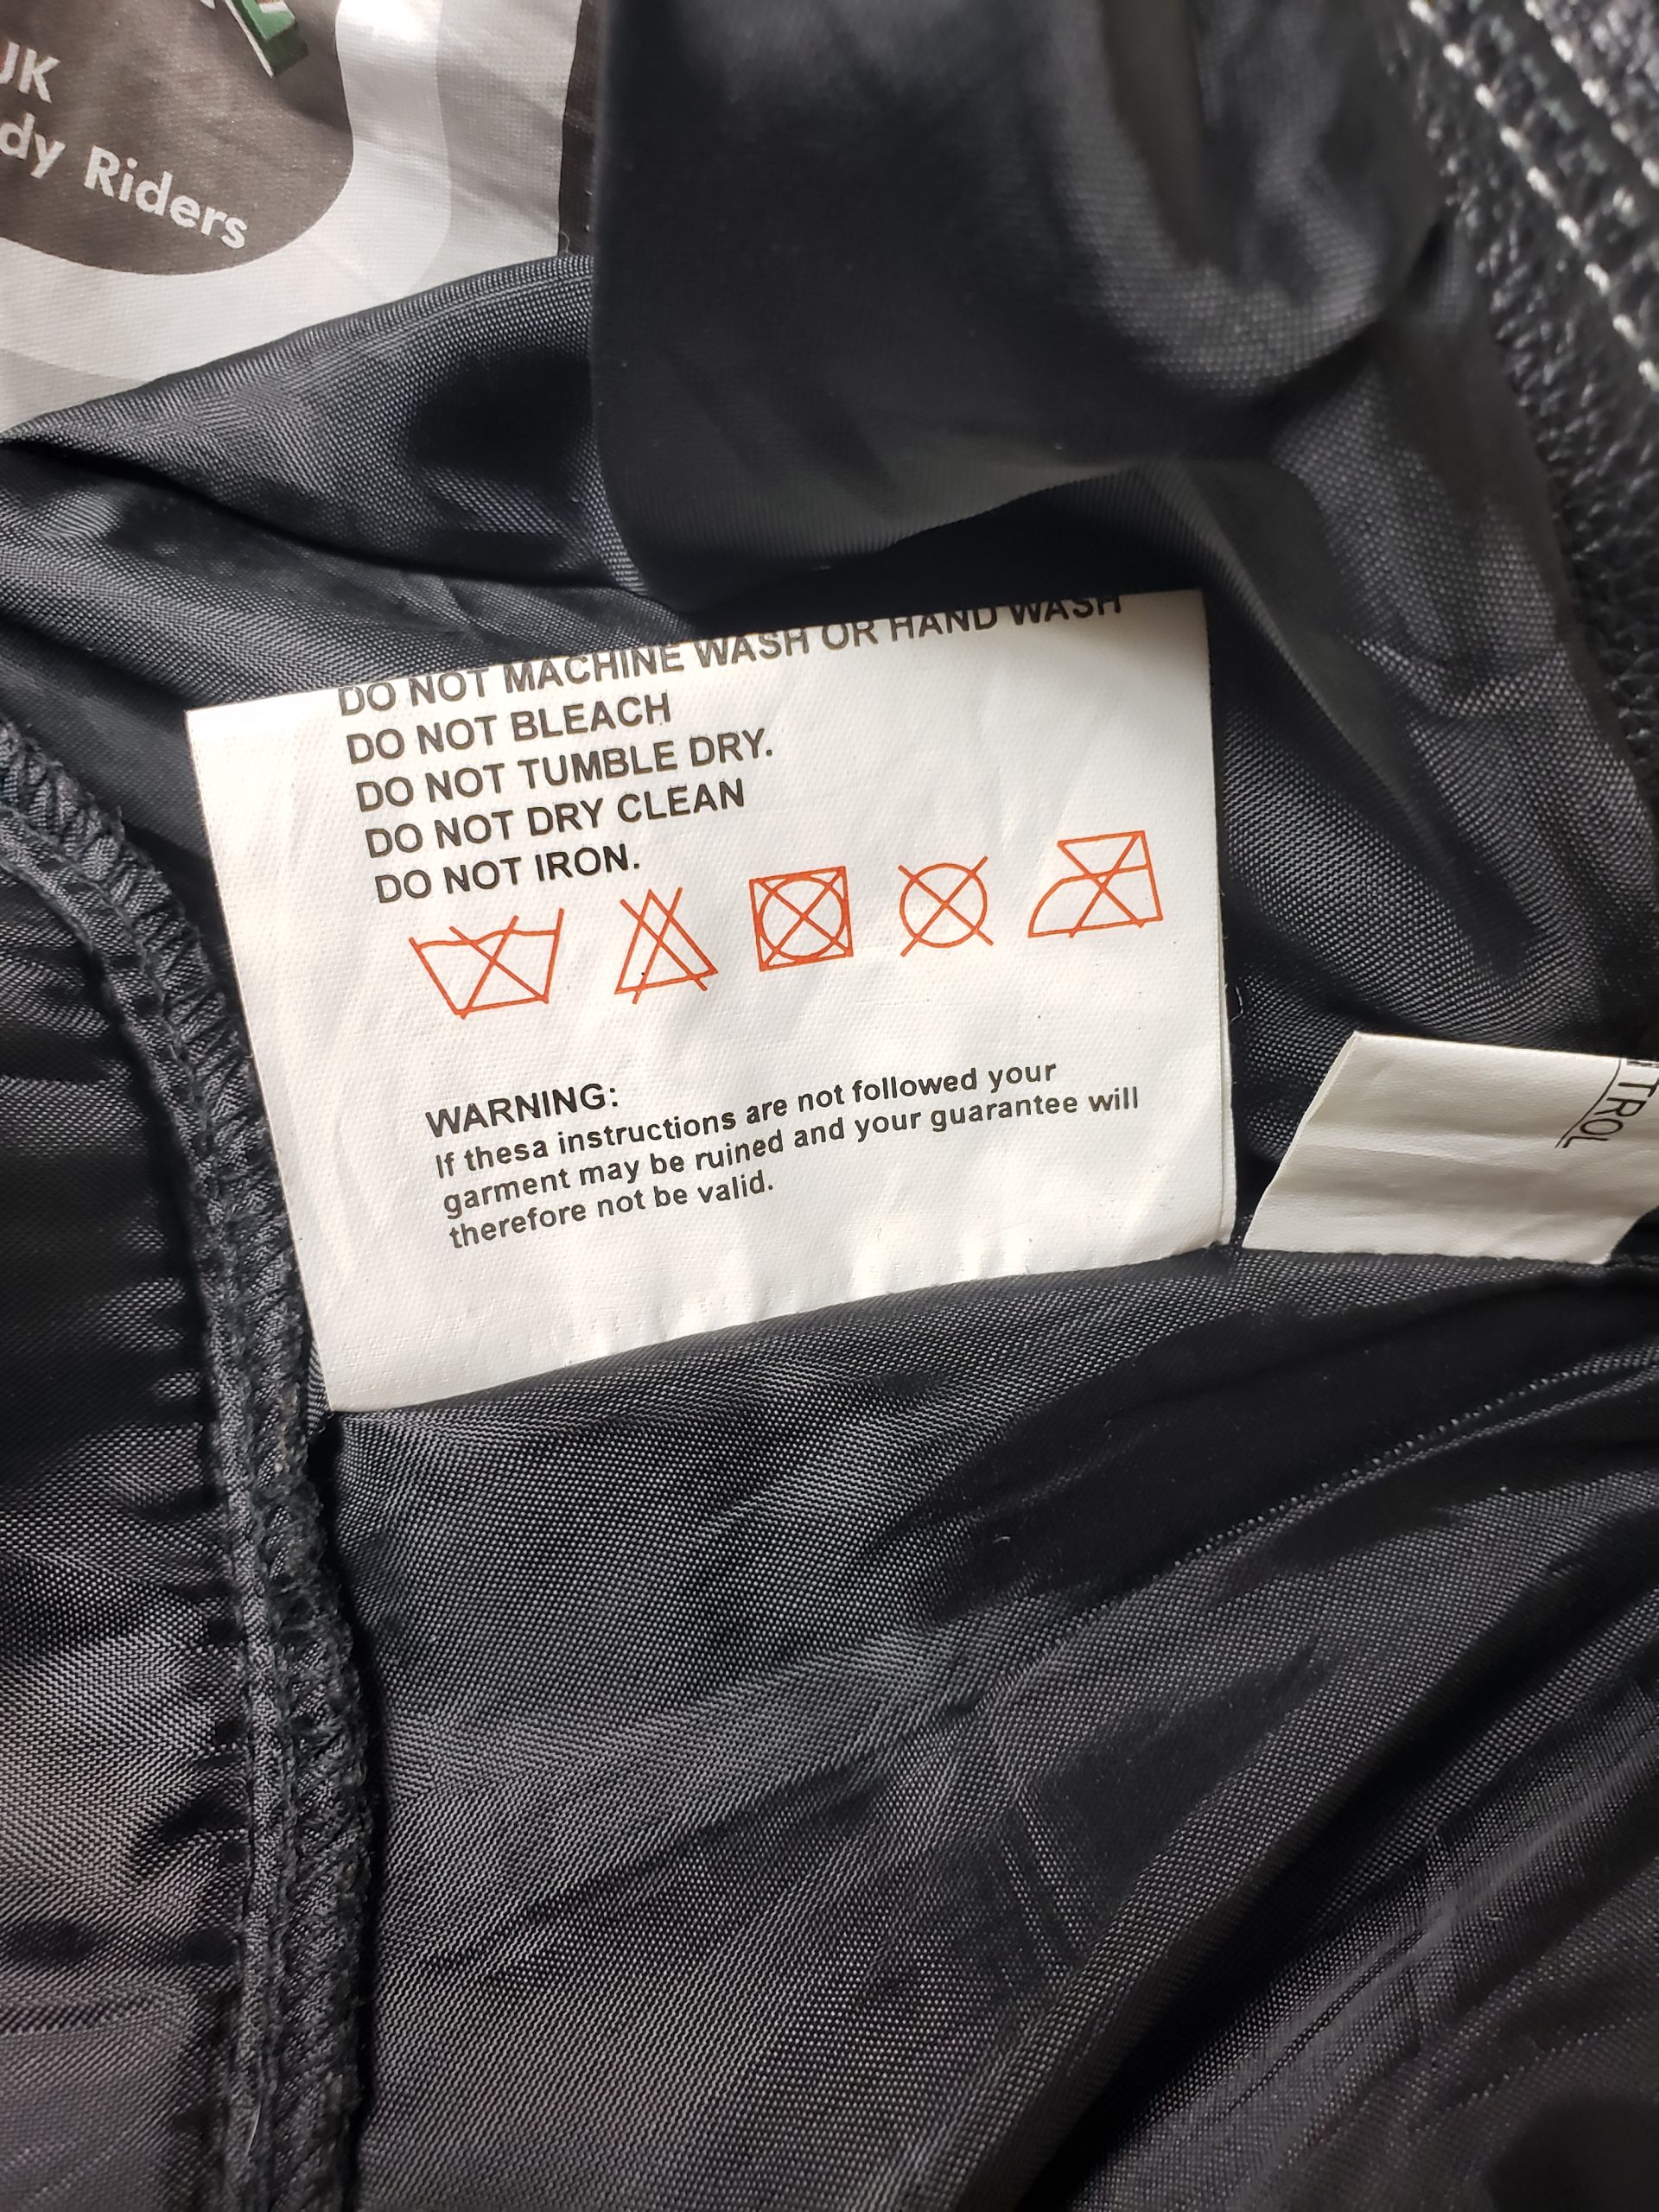 UK
dy Riders
DO NOT MACHINE WASH OR HAND WASH
DO NOT BLEACH
DO NOT TUMBLE DRY.
DO NOT DRY CLEAN
DO NOT IRON.
WARNING:
If thesa instructions are not followed your
garment may be ruined and your guarantee will
therefore not be valid.
TROL